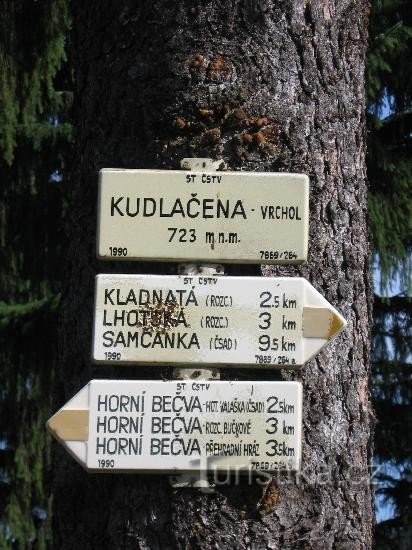 ST ČSTV
KUDLAČENA - VRCHOL
723 m n.m.
1990 7869/264
ST ČSTV
KLADNATÁ (ROZC.) 2.5 km
LHOTSKÁ (ROZC.) 3 km
SAMČANKA (ČSAD) 9.5 km
1990 7869/264 a
ST ČSTV
HORNÍ BEČVA-HOT. VALAŠKA (ČSAD) 2.5 km
HORNÍ BEČVA-ROZC. BUČKOVÉ 3 km
HORNÍ BEČVA-PŘEHRADNÍ HRÁZ 3.5 km
1990 7869/264
Turistika.cz